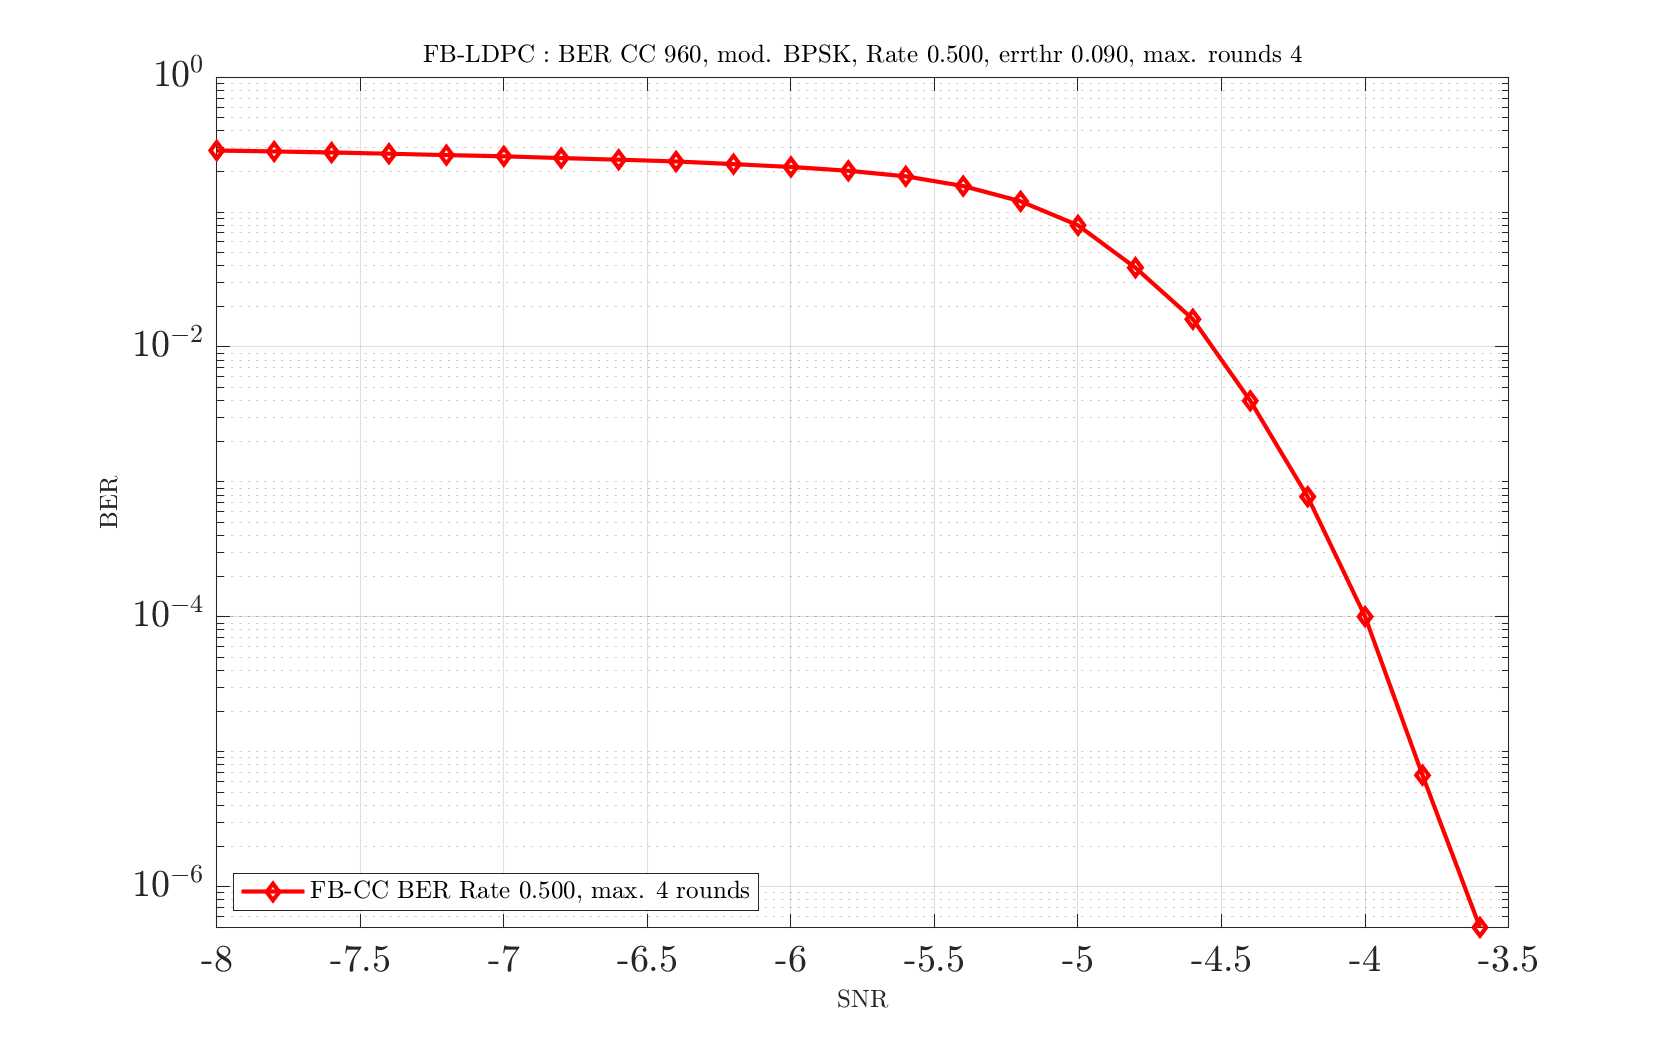 FB-LDPC : BER CC 960, mod. BPSK, Rate 0.500, errthr 0.090, max. rounds 4
10^0
10^{-2}
10^{-4}
10^{-6}
BER
FB-CC BER Rate 0.500, max. 4 rounds
-8 -7.5 -7 -6.5 -6 -5.5 -5 -4.5 -4 -3.5
SNR